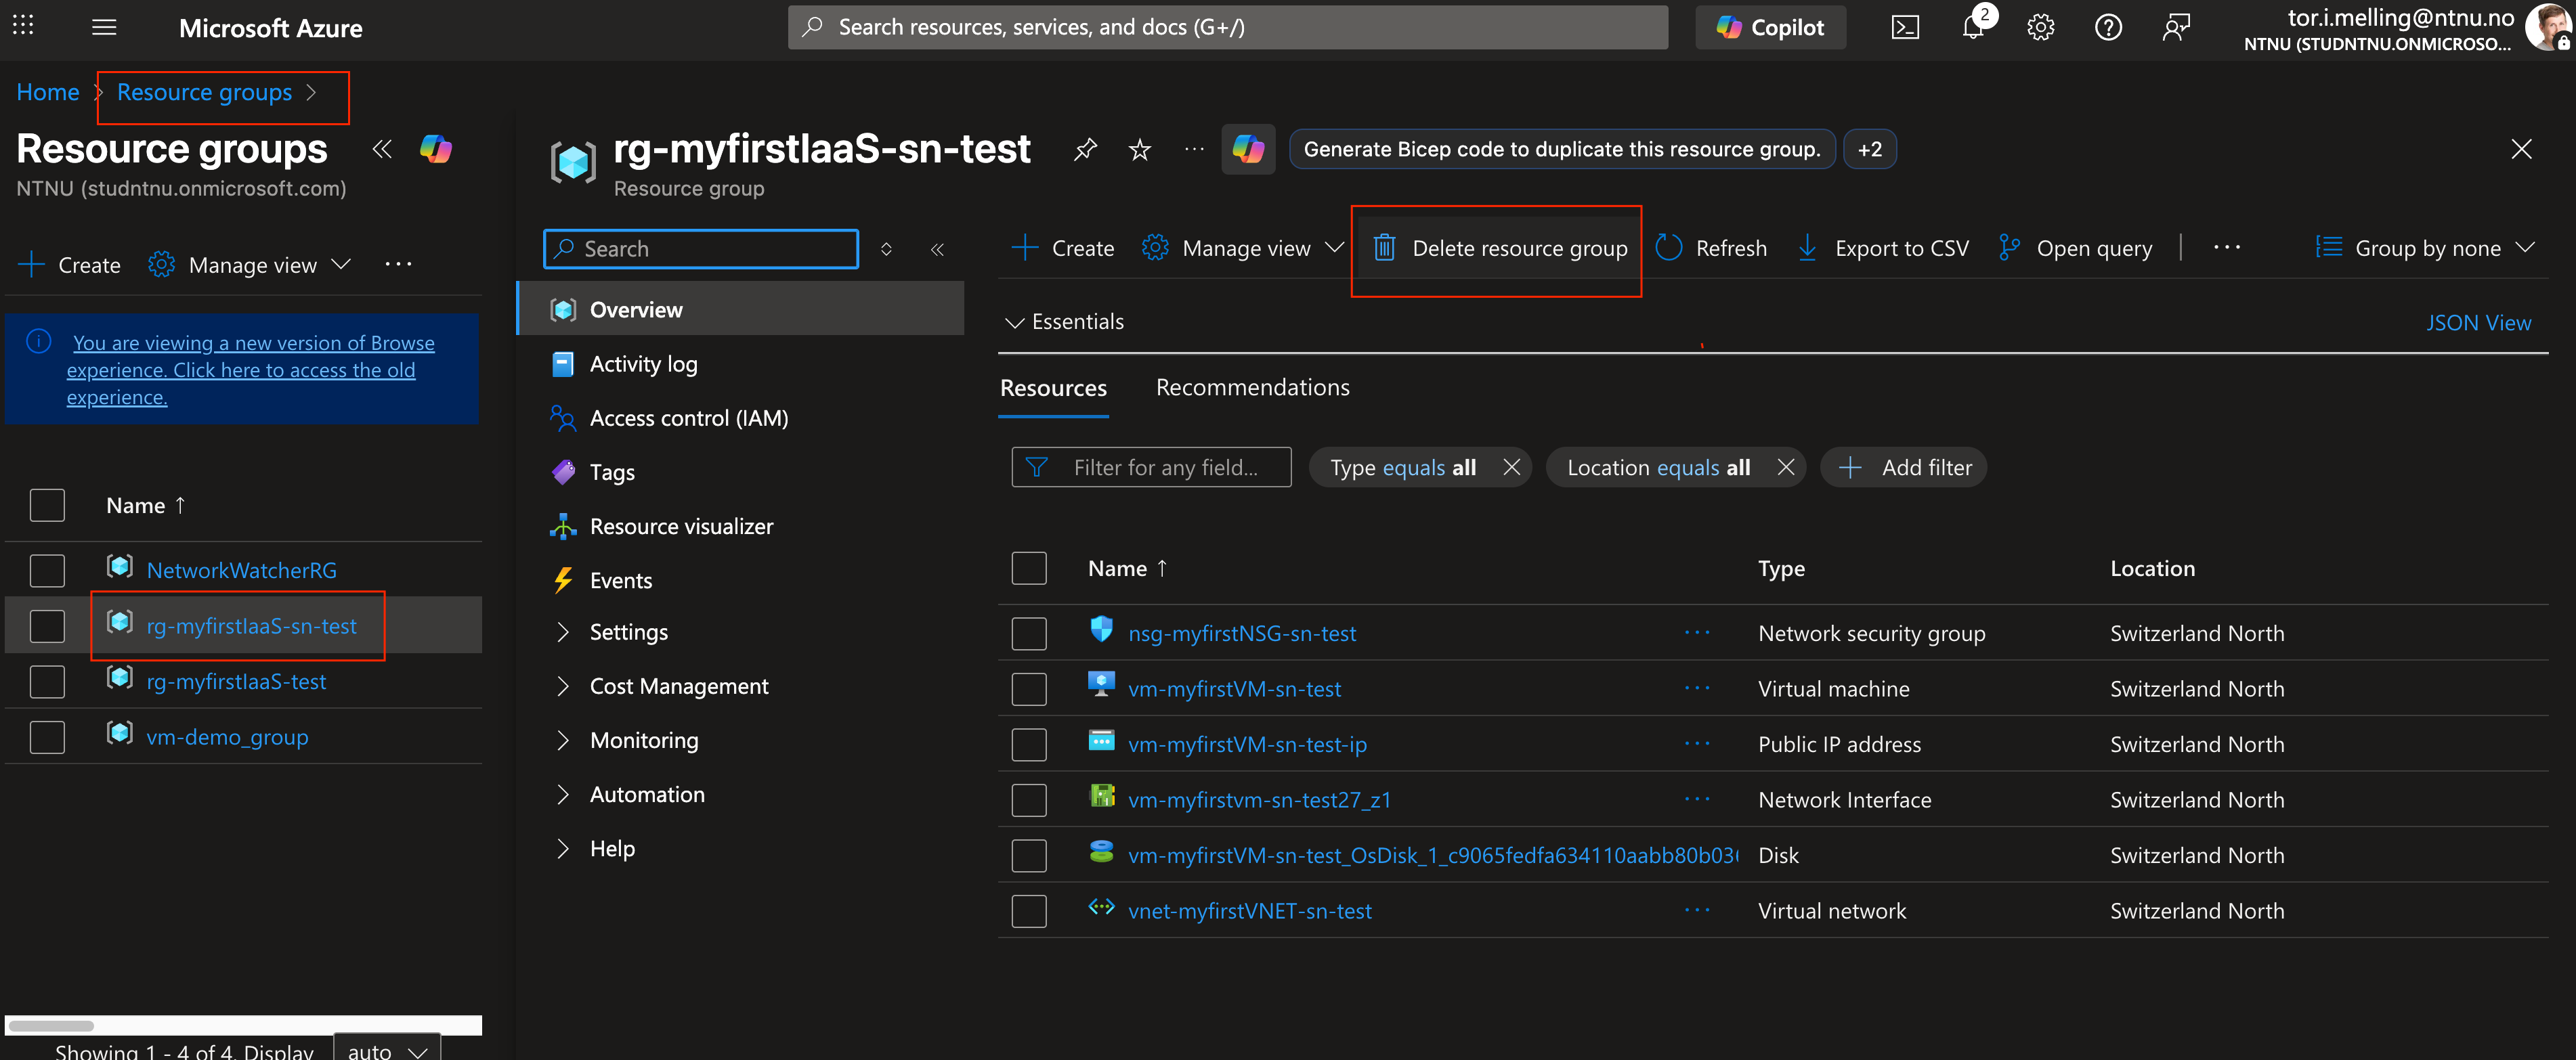 Microsoft Azure
Search resources, services, and docs (G+/)
Copilot
2
tor.i.melling@ntnu.no
NTNU (STUDNTNU.ONMICROSO...
Home
Resource groups
Resource groups
NTNU (studntnu.onmicrosoft.com)
Create
Manage view
You are viewing a new version of Browse
experience. Click here to access the old
experience.
Name ↑
NetworkWatcherRG
rg-myfirstIaaS-sn-test
rg-myfirstIaaS-test
vm-demo_group
Showing 1 - 4 of 4. Display
auto
rg-myfirstIaaS-sn-test
Resource group
Generate Bicep code to duplicate this resource group.
+2
Search
Overview
Activity log
Access control (IAM)
Tags
Resource visualizer
Events
Settings
Cost Management
Monitoring
Automation
Help
Create
Manage view
Delete resource group
Refresh
Export to CSV
Open query
Group by none
Essentials
JSON View
Resources
Recommendations
Filter for any field...
Type equals all
Location equals all
Add filter
Name ↑ Type Location
nsg-myfirstNSG-sn-test Network security group Switzerland North
vm-myfirstVM-sn-test Virtual machine Switzerland North
vm-myfirstVM-sn-test-ip Public IP address Switzerland North
vm-myfirstvm-sn-test27_z1 Network Interface Switzerland North
vm-myfirstVM-sn-test_OsDisk_1_c9065fedfa634110aabb80b03 Disk Switzerland North
vnet-myfirstVNET-sn-test Virtual network Switzerland North